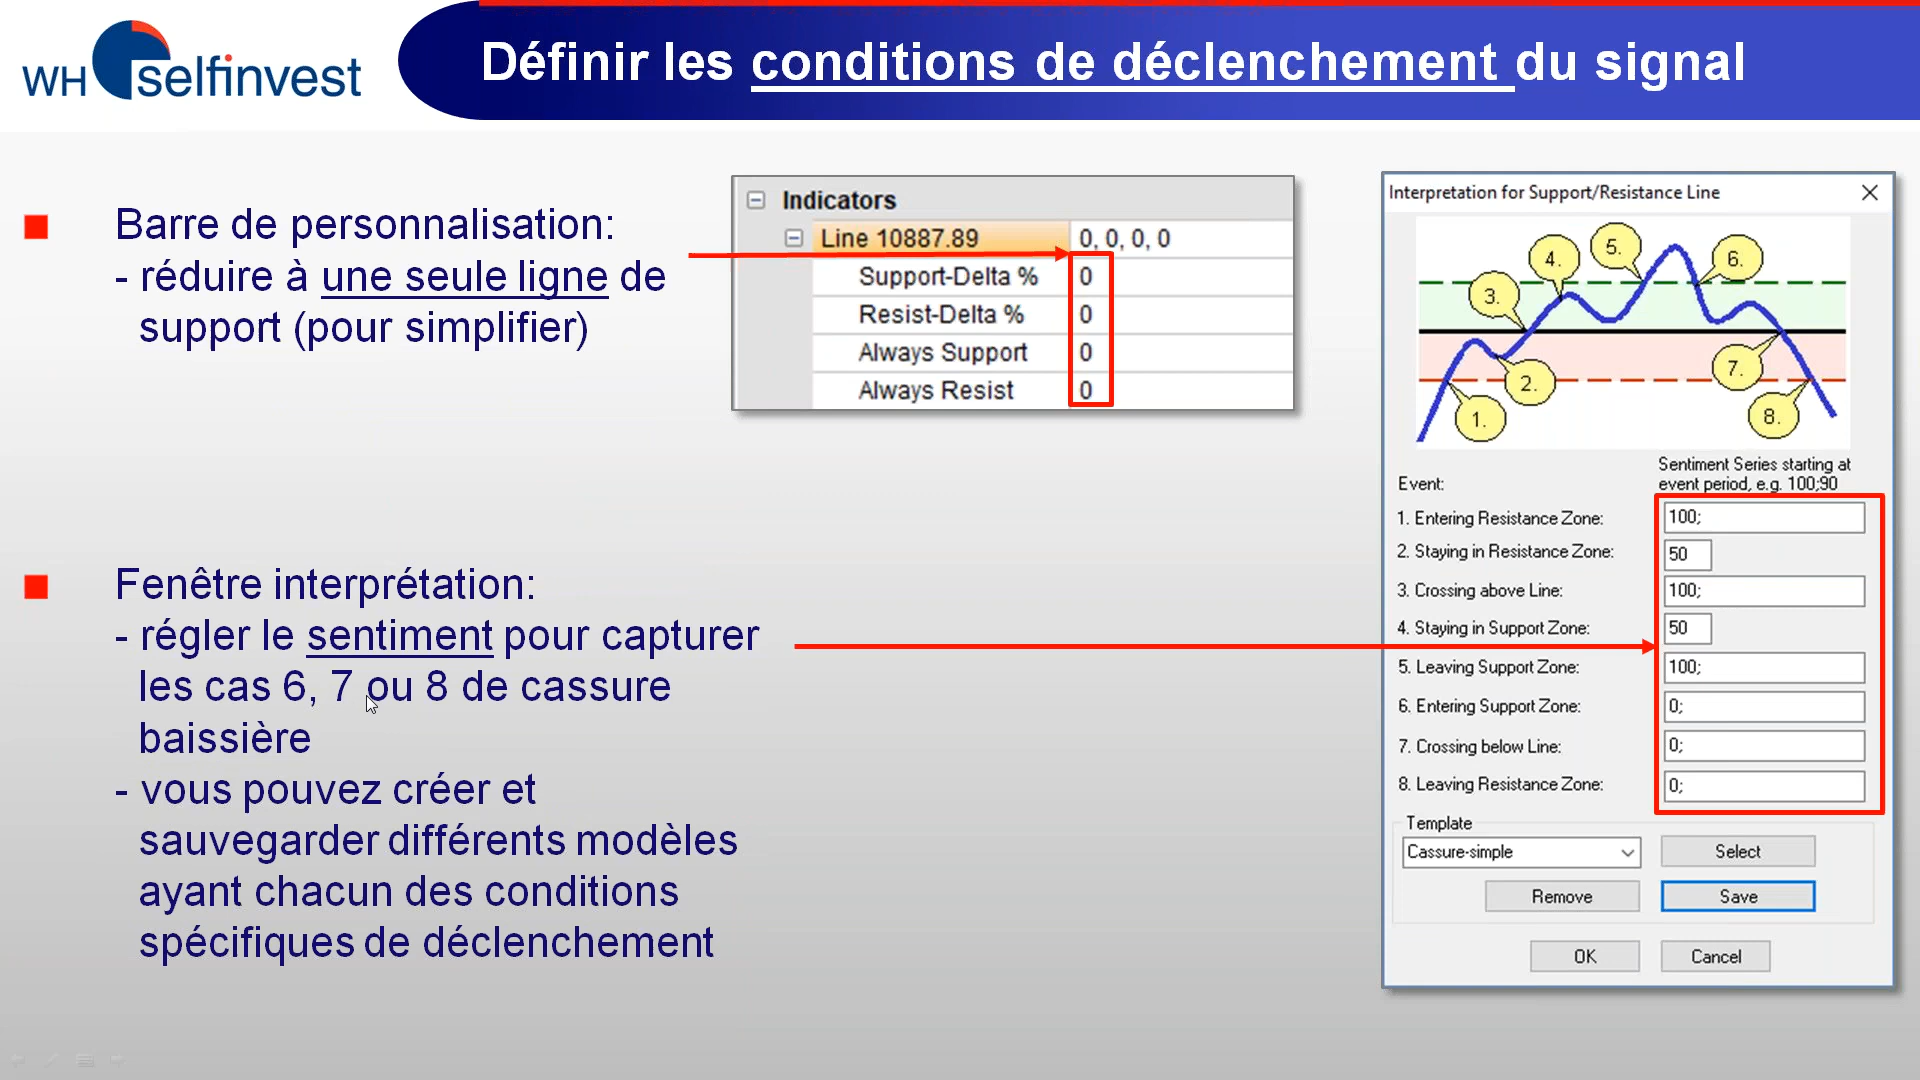 WH selfinvest
Définir les conditions de déclenchement du signal
Barre de personnalisation:
- réduire à une seule ligne de
support (pour simplifier)
Indicators
Line 10887.89 0, 0, 0, 0
Support-Delta % 0
Resist-Delta % 0
Always Support 0
Always Resist 0
Fenêtre interprétation:
- régler le sentiment pour capturer
les cas 6, 7 ou 8 de cassure
baissière
- vous pouvez créer et
sauvegarder différents modèles
ayant chacun des conditions
spécifiques de déclenchement
Interpretation for Support/Resistance Line
1.
2.
3.
4.
5.
6.
7.
8.
Sentiment Series starting at
Event: event period, e.g. 100;90
1. Entering Resistance Zone: 100;
2. Staying in Resistance Zone: 50
3. Crossing above Line: 100;
4. Staying in Support Zone: 50
5. Leaving Support Zone: 100;
6. Entering Support Zone: 0;
7. Crossing below Line: 0;
8. Leaving Resistance Zone: 0;
Template
Cassure-simple Select
Remove Save
OK Cancel